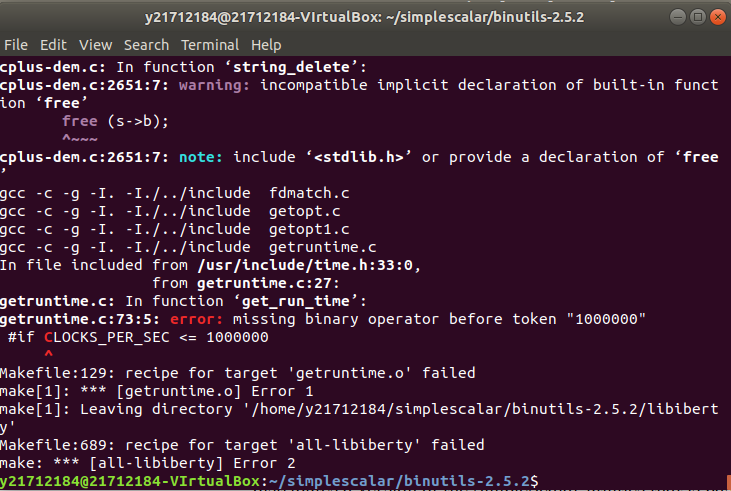 y21712184@21712184-VIrtualBox: ~/simplescalar/binutils-2.5.2
File Edit View Search Terminal Help
cplus-dem.c: In function ‘string_delete’:
cplus-dem.c:2651:7: warning: incompatible implicit declaration of built-in funct
ion ‘free’
       free (s->b);
       ^~~~
cplus-dem.c:2651:7: note: include ‘<stdlib.h>’ or provide a declaration of ‘free
’
gcc -c -g -I. -I./../include  fdmatch.c
gcc -c -g -I. -I./../include  getopt.c
gcc -c -g -I. -I./../include  getopt1.c
gcc -c -g -I. -I./../include  getruntime.c
In file included from /usr/include/time.h:33:0,
                 from getruntime.c:27:
getruntime.c: In function ‘get_run_time’:
getruntime.c:73:5: error: missing binary operator before token "1000000"
 #if CLOCKS_PER_SEC <= 1000000
     ^
Makefile:129: recipe for target 'getruntime.o' failed
make[1]: *** [getruntime.o] Error 1
make[1]: Leaving directory '/home/y21712184/simplescalar/binutils-2.5.2/libibert
y'
Makefile:689: recipe for target 'all-libiberty' failed
make: *** [all-libiberty] Error 2
y21712184@21712184-VIrtualBox:~/simplescalar/binutils-2.5.2$